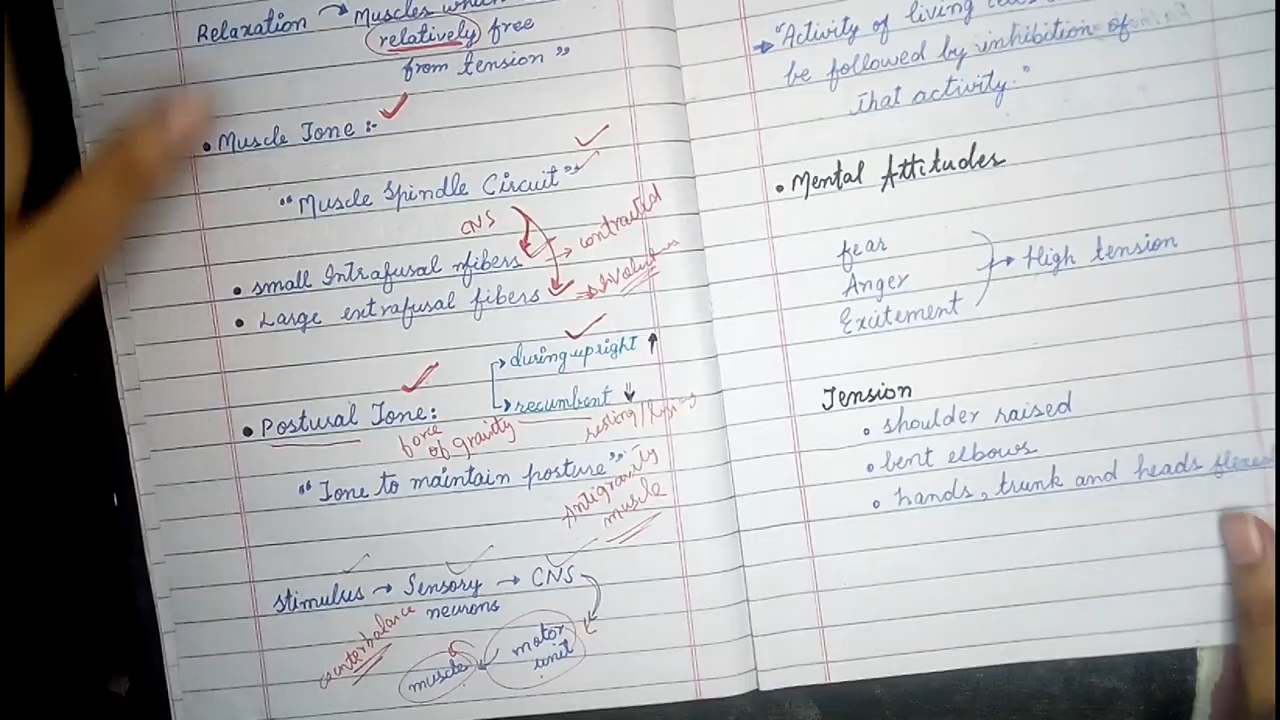 Relaxation → Muscles which
relatively free
from tension"
• Muscle Tone :-
"Muscle Spindle Circuit"
CNS
contracted
• small Intrafusal nfibers
• Large extrafusal fibers
during upright ↑
recumbent ↓
• Postural Tone:
force
of gravity
resting/
"Tone to maintain posture"
Antigravity
muscle
stimulus → Sensory → CNS
neurons
counterbalance
motor
unit
muscle
→ "Activity of living
be followed by inhibition of
that activity."
• Mental Attitudes
fear
Anger → High tension
Excitement
Tension
• shoulder raised
• bent elbows
• hands, trunk and heads